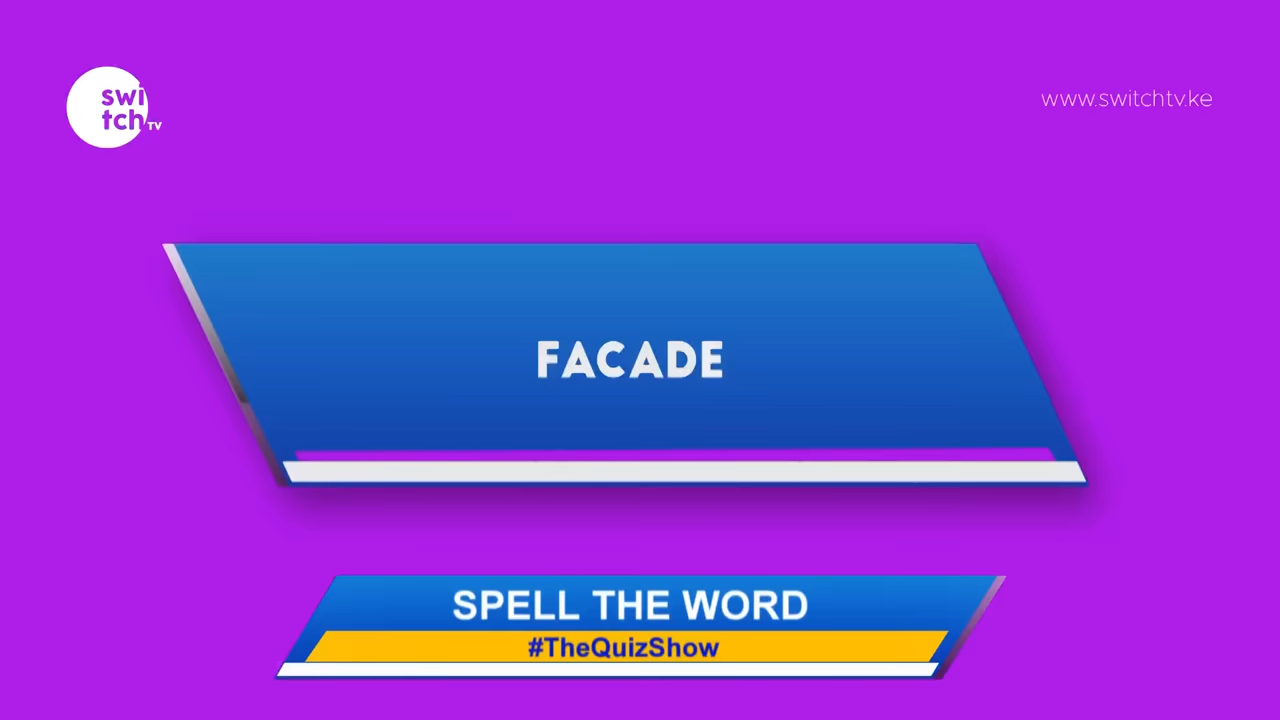 swi
tch TV
www.switchtv.ke
FACADE
SPELL THE WORD
#TheQuizShow